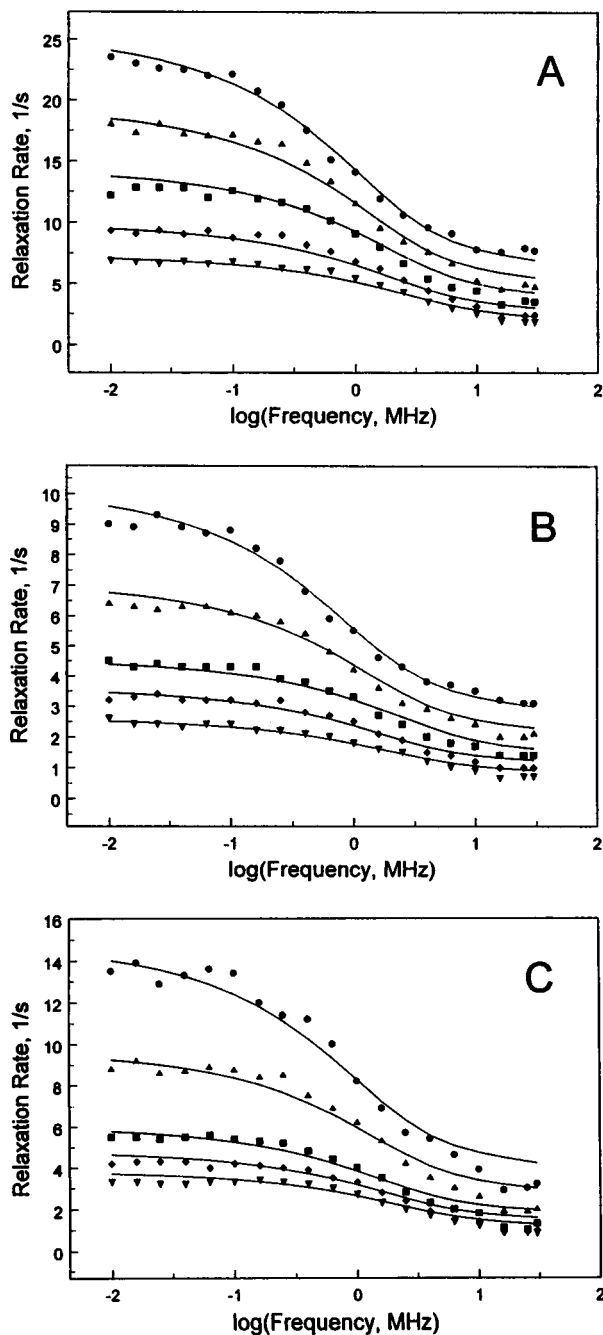 A
Relaxation Rate, 1/s
25
20
15
10
5
0
-2 -1 0 1 2
log(Frequency, MHz)
B
Relaxation Rate, 1/s
10
9
8
7
6
5
4
3
2
1
0
-2 -1 0 1 2
log(Frequency, MHz)
C
Relaxation Rate, 1/s
16
14
12
10
8
6
4
2
0
-2 -1 0 1 2
log(Frequency, MHz)